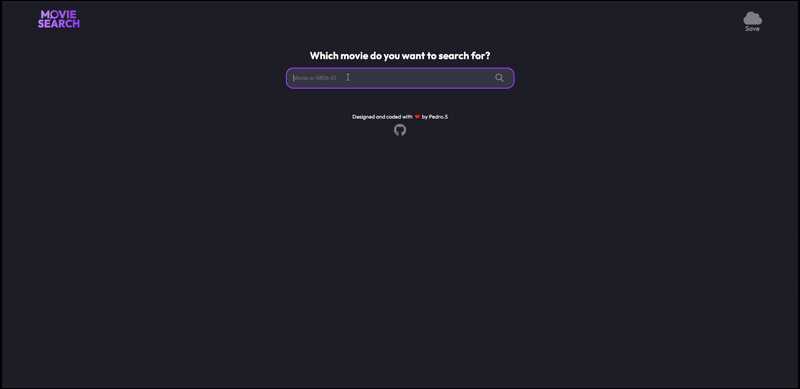 MOVIE
SEARCH
Save
Which movie do you want to search for?
Movie or IMDb ID
Designed and coded with ❤ by Pedro.S